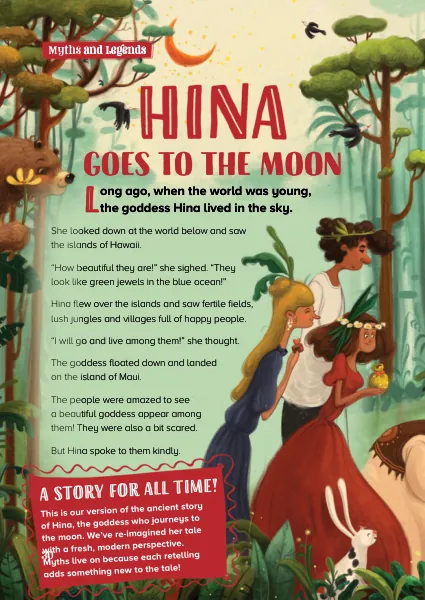 Myths and Legends
HINA
GOES TO THE MOON
Long ago, when the world was young,
the goddess Hina lived in the sky.
She looked down at the world below and saw
the islands of Hawaii.
“How beautiful they are!” she sighed. “They
look like green jewels in the blue ocean!”
Hina flew over the islands and saw fertile fields,
lush jungles and villages full of happy people.
“I will go and live among them!” she thought.
The goddess floated down and landed
on the island of Maui.
The people were amazed to see
a beautiful goddess appear among
them! They were also a bit scared.
But Hina spoke to them kindly.
A STORY FOR ALL TIME!
This is our version of the ancient story
of Hina, the goddess who journeys to
the moon. We’ve re-imagined her tale
with a fresh, modern perspective.
Myths live on because each retelling
adds something new to the tale!